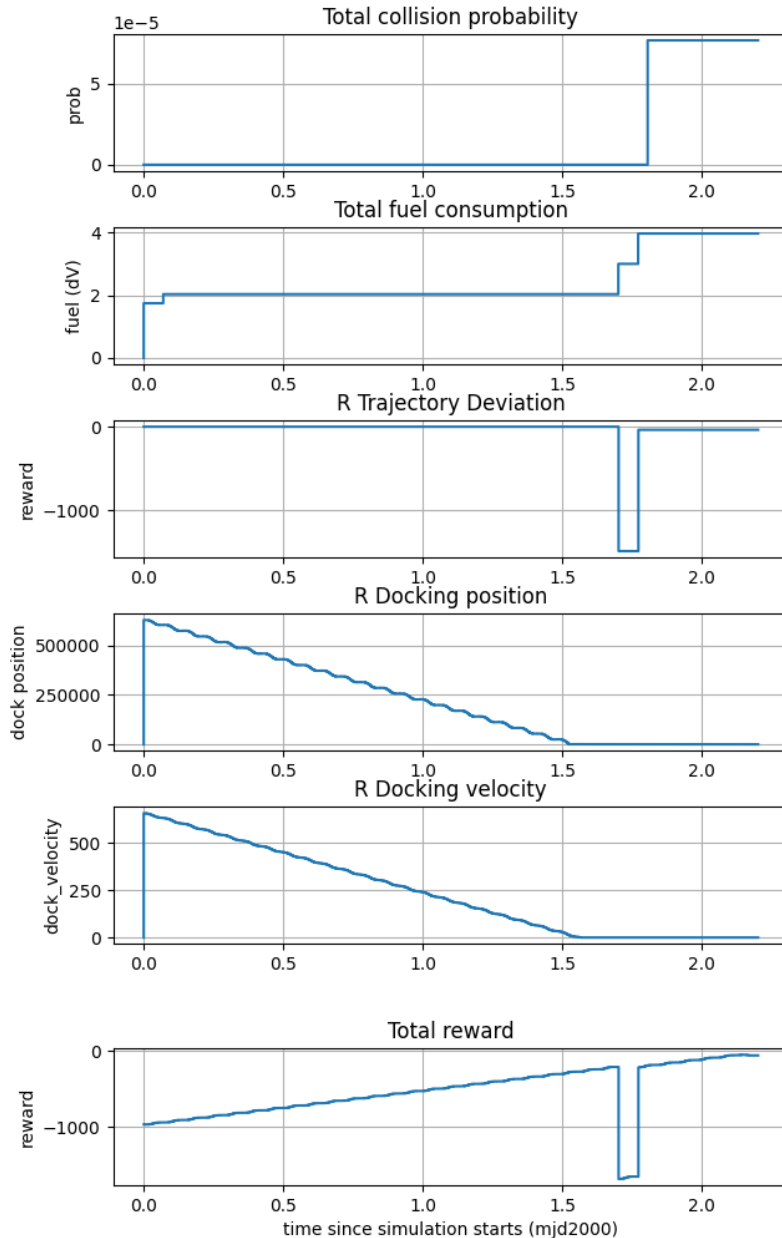 Total collision probability
1e−5
5
0
prob
0.0 0.5 1.0 1.5 2.0
Total fuel consumption
4
2
0
fuel (dV)
0.0 0.5 1.0 1.5 2.0
R Trajectory Deviation
0
−1000
reward
0.0 0.5 1.0 1.5 2.0
R Docking position
500000
250000
0
dock position
0.0 0.5 1.0 1.5 2.0
R Docking velocity
500
250
0
dock_velocity
0.0 0.5 1.0 1.5 2.0
Total reward
0
−1000
reward
0.0 0.5 1.0 1.5 2.0
time since simulation starts (mjd2000)